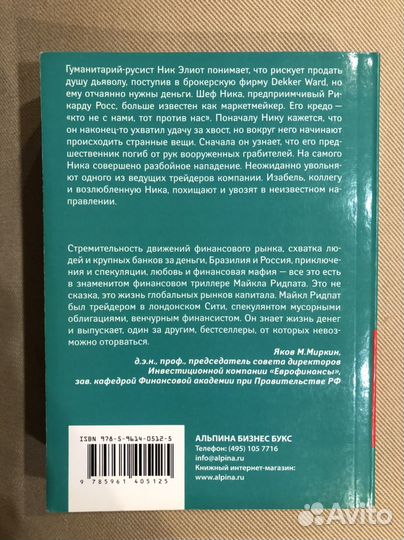 Гуманитарий-русист Ник Элиот понимает, что рискует продать
душу дьяволу, поступив в брокерскую фирму Dekker Ward, но
ему отчаянно нужны деньги. Шеф Ника, предприимчивый Ри-
карду Росс, больше известен как маркетмейкер. Его кредо –
«кто не с нами, тот против нас». Поначалу Нику кажется, что
он наконец-то ухватил удачу за хвост, но вокруг него начинают
происходить странные вещи. Сначала он узнает, что его пред-
шественник погиб от рук вооруженных грабителей. На самого
Ника совершено разбойное нападение. Неожиданно увольня-
ют одного из ведущих трейдеров компании. Изабель, коллегу
и возлюбленную Ника, похищают и увозят в неизвестном на-
правлении.
Стремительность движений финансового рынка, схватка лю-
дей и крупных банков за деньги, Бразилия и Россия, приключе-
ния и спекуляции, любовь и финансовая мафия — все это есть
в знаменитом финансовом триллере Майкла Ридпата. Это не
сказка, это жизнь глобальных рынков капитала. Майкл Ридпат
был трейдером в лондонском Сити, спекулянтом мусорными
облигациями, венчурным финансистом. Он знает жизнь денег
и выпускает, один за другим, бестселлеры, от которых невоз-
можно оторваться.
Яков М.Миркин,
д.э.н., проф., председатель совета директоров
Инвестиционной компании «Еврофинансы»,
зав. кафедрой Финансовой академии при Правительстве РФ
ISBN 978-5-9614-0512-5
9 785961 405125
АЛЬПИНА БИЗНЕС БУКС
Телефон: (495) 105 7716
info@alpina.ru
Книжный интернет-магазин:
www.alpina.ru
Avito